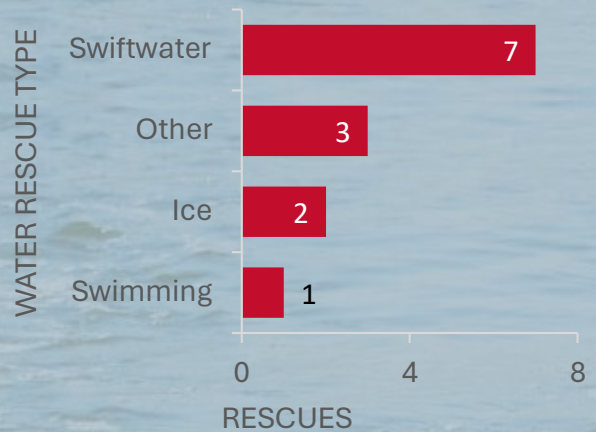 WATER RESCUE TYPE
Swiftwater 7
Other 3
Ice 2
Swimming 1
0 4 8
RESCUES